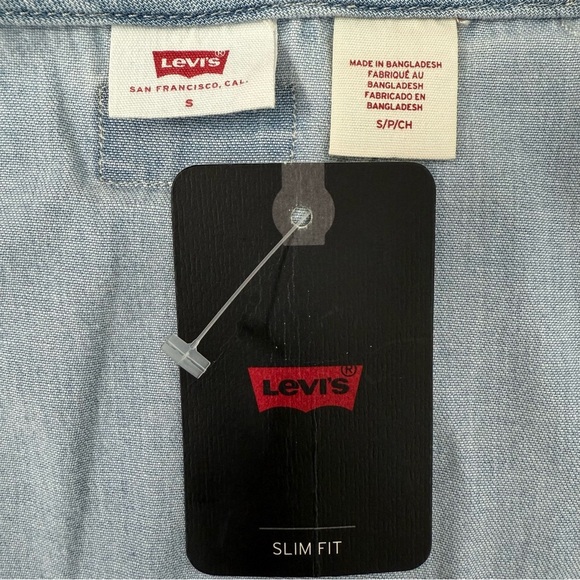 Levi's®
SAN FRANCISCO, CAL.
S
MADE IN BANGLADESH
FABRIQUÉ AU
BANGLADESH
FABRICADO EN
BANGLADESH
S/P/CH
Levi's®
SLIM FIT